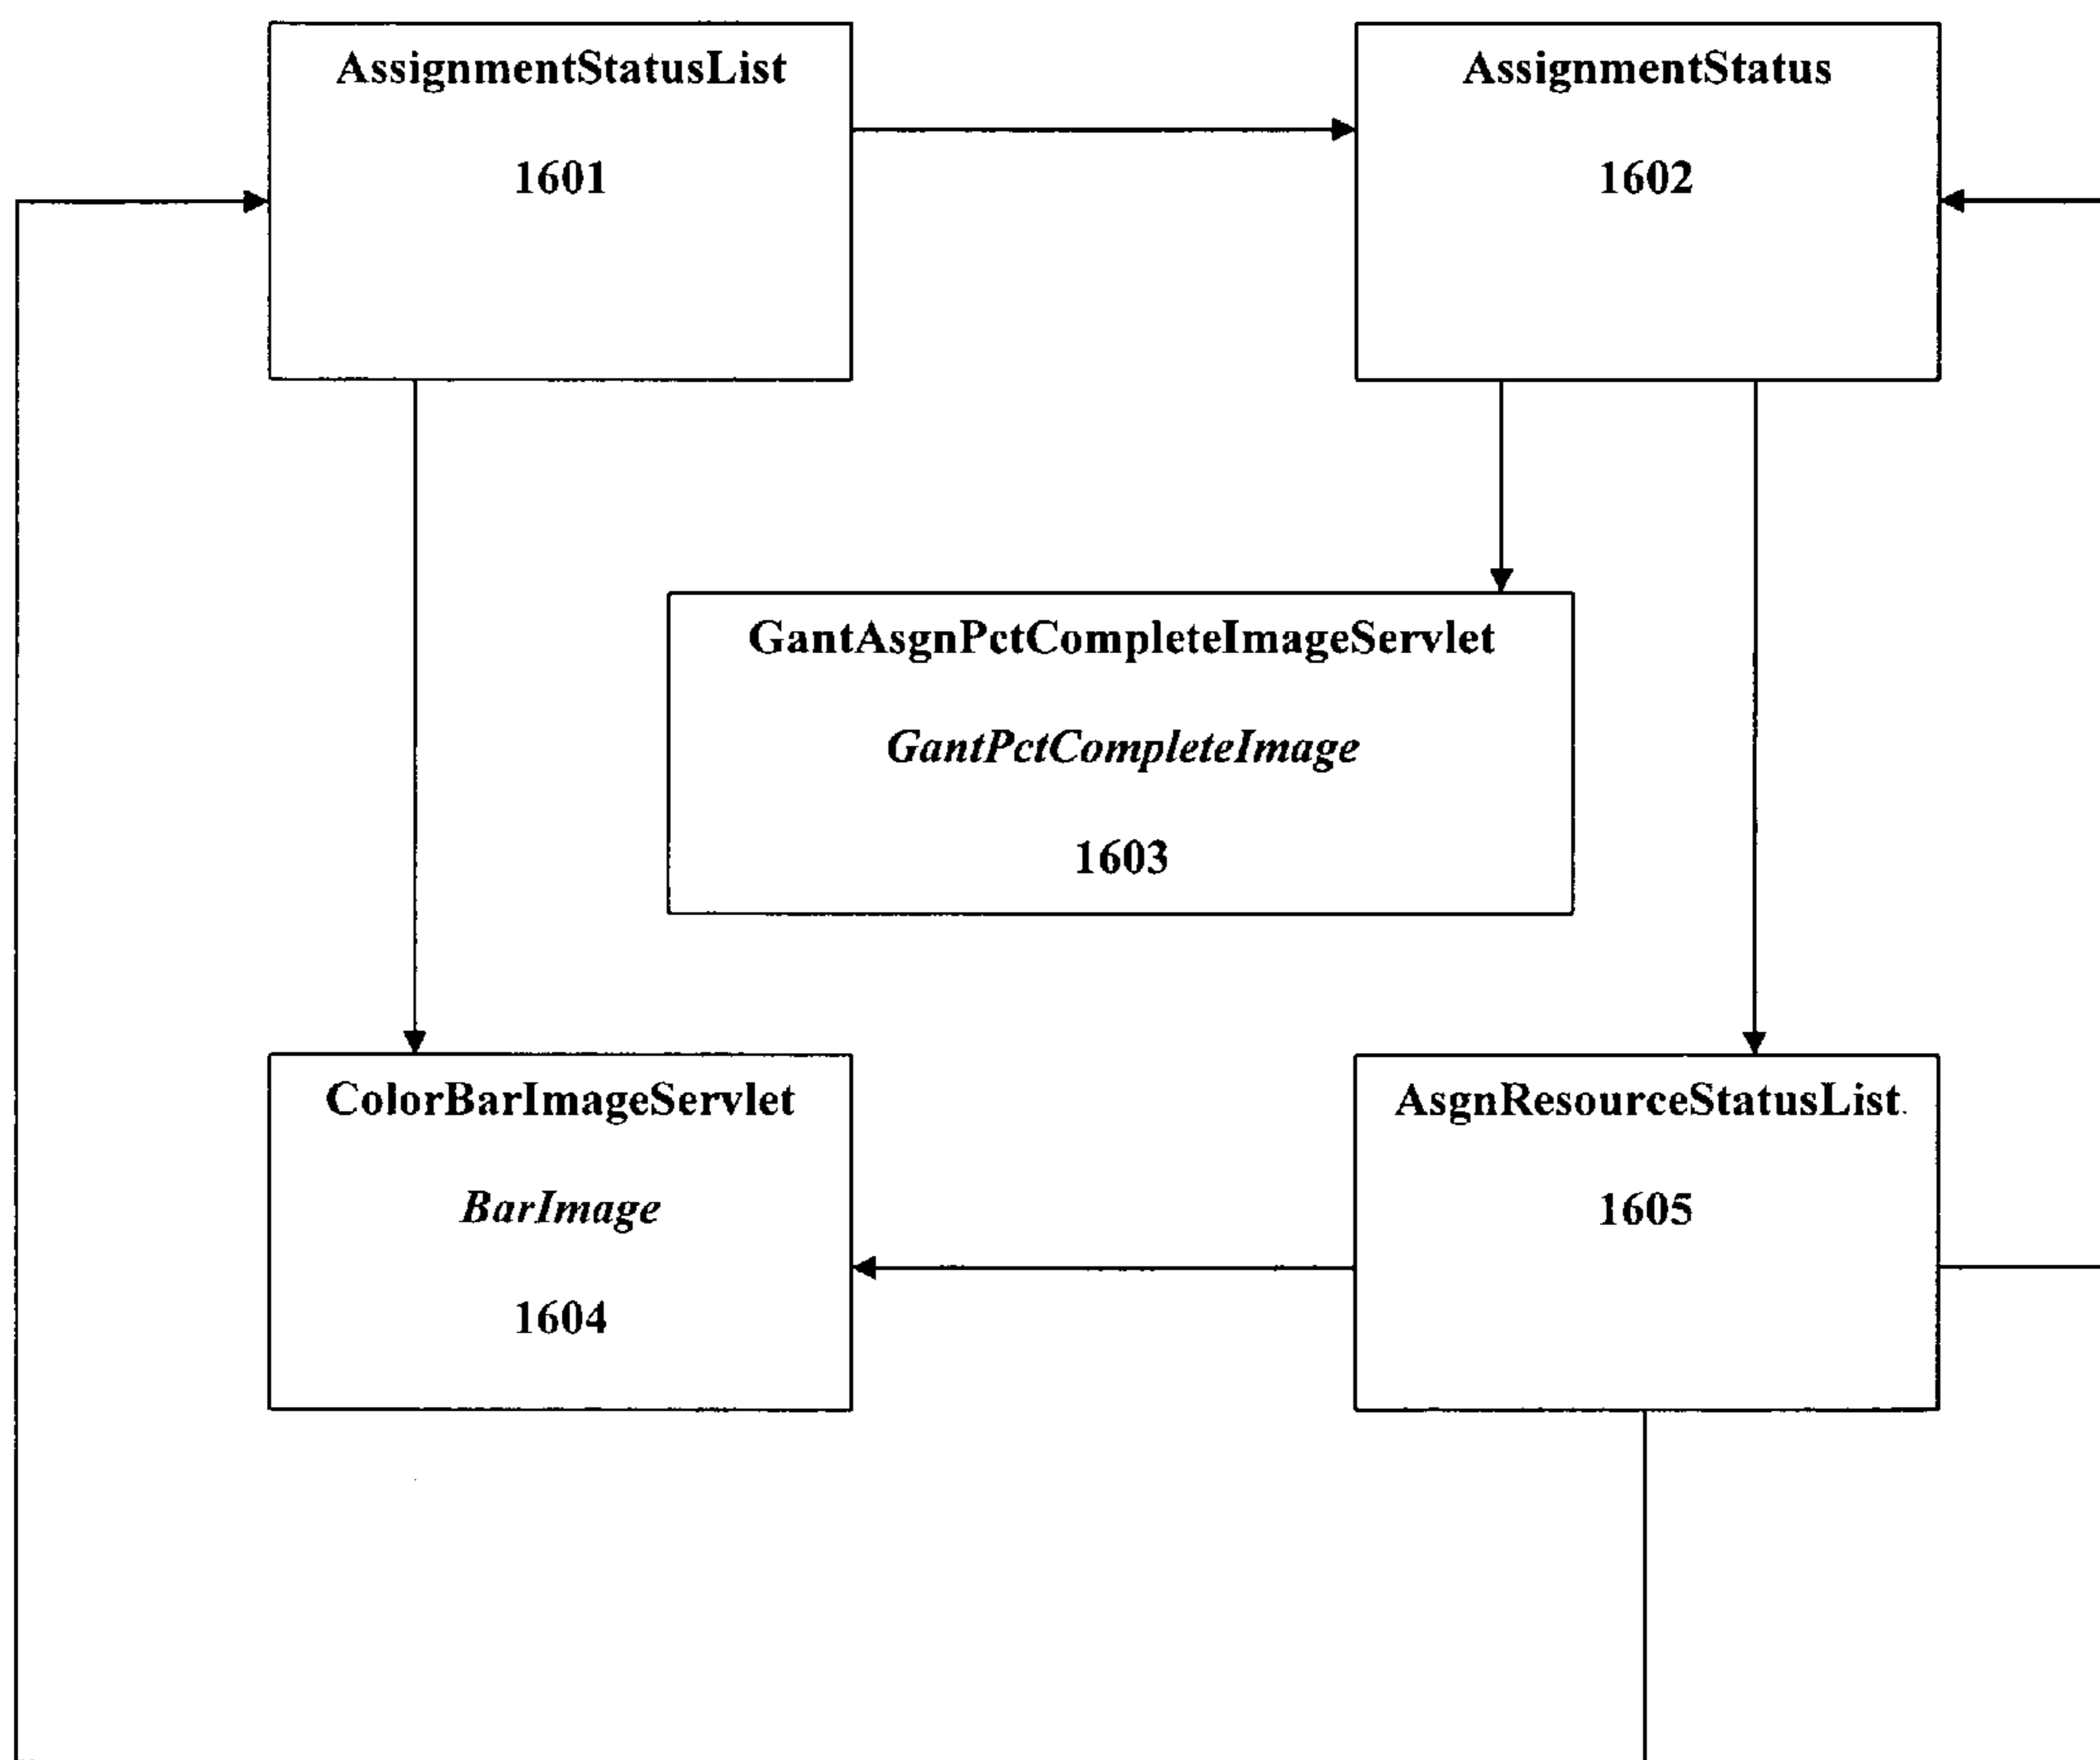 AssignmentStatusList
1601
AssignmentStatus
1602
GantAsgnPctCompleteImageServlet
GantPctCompleteImage
1603
ColorBarImageServlet
BarImage
1604
AsgnResourceStatusList
1605